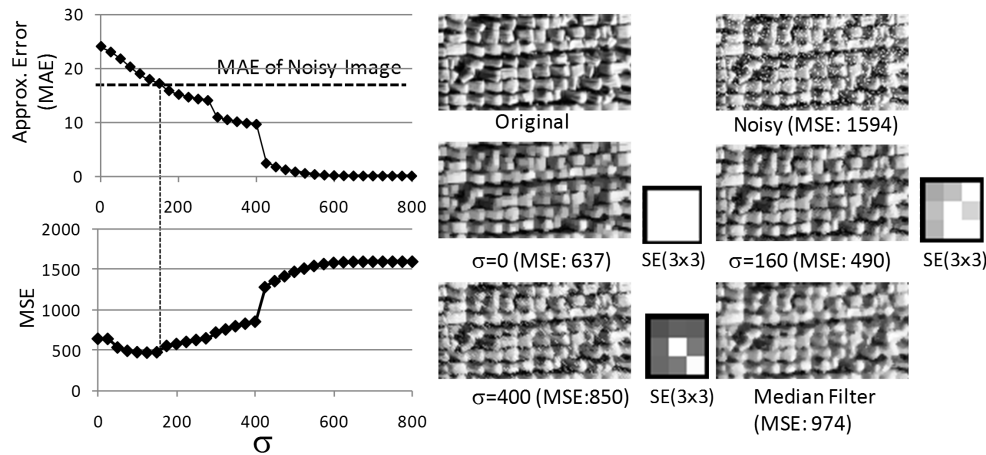 Approx. Error
(MAE)
30
20
10
0
MAE of Noisy Image
0 200 400 600 800
MSE
2000
1500
1000
500
0
0 200 400 600 800
σ
Original
Noisy (MSE: 1594)
σ=0 (MSE: 637)
SE(3x3)
σ=160 (MSE: 490)
SE(3x3)
σ=400 (MSE:850)
SE(3x3)
Median Filter
(MSE: 974)